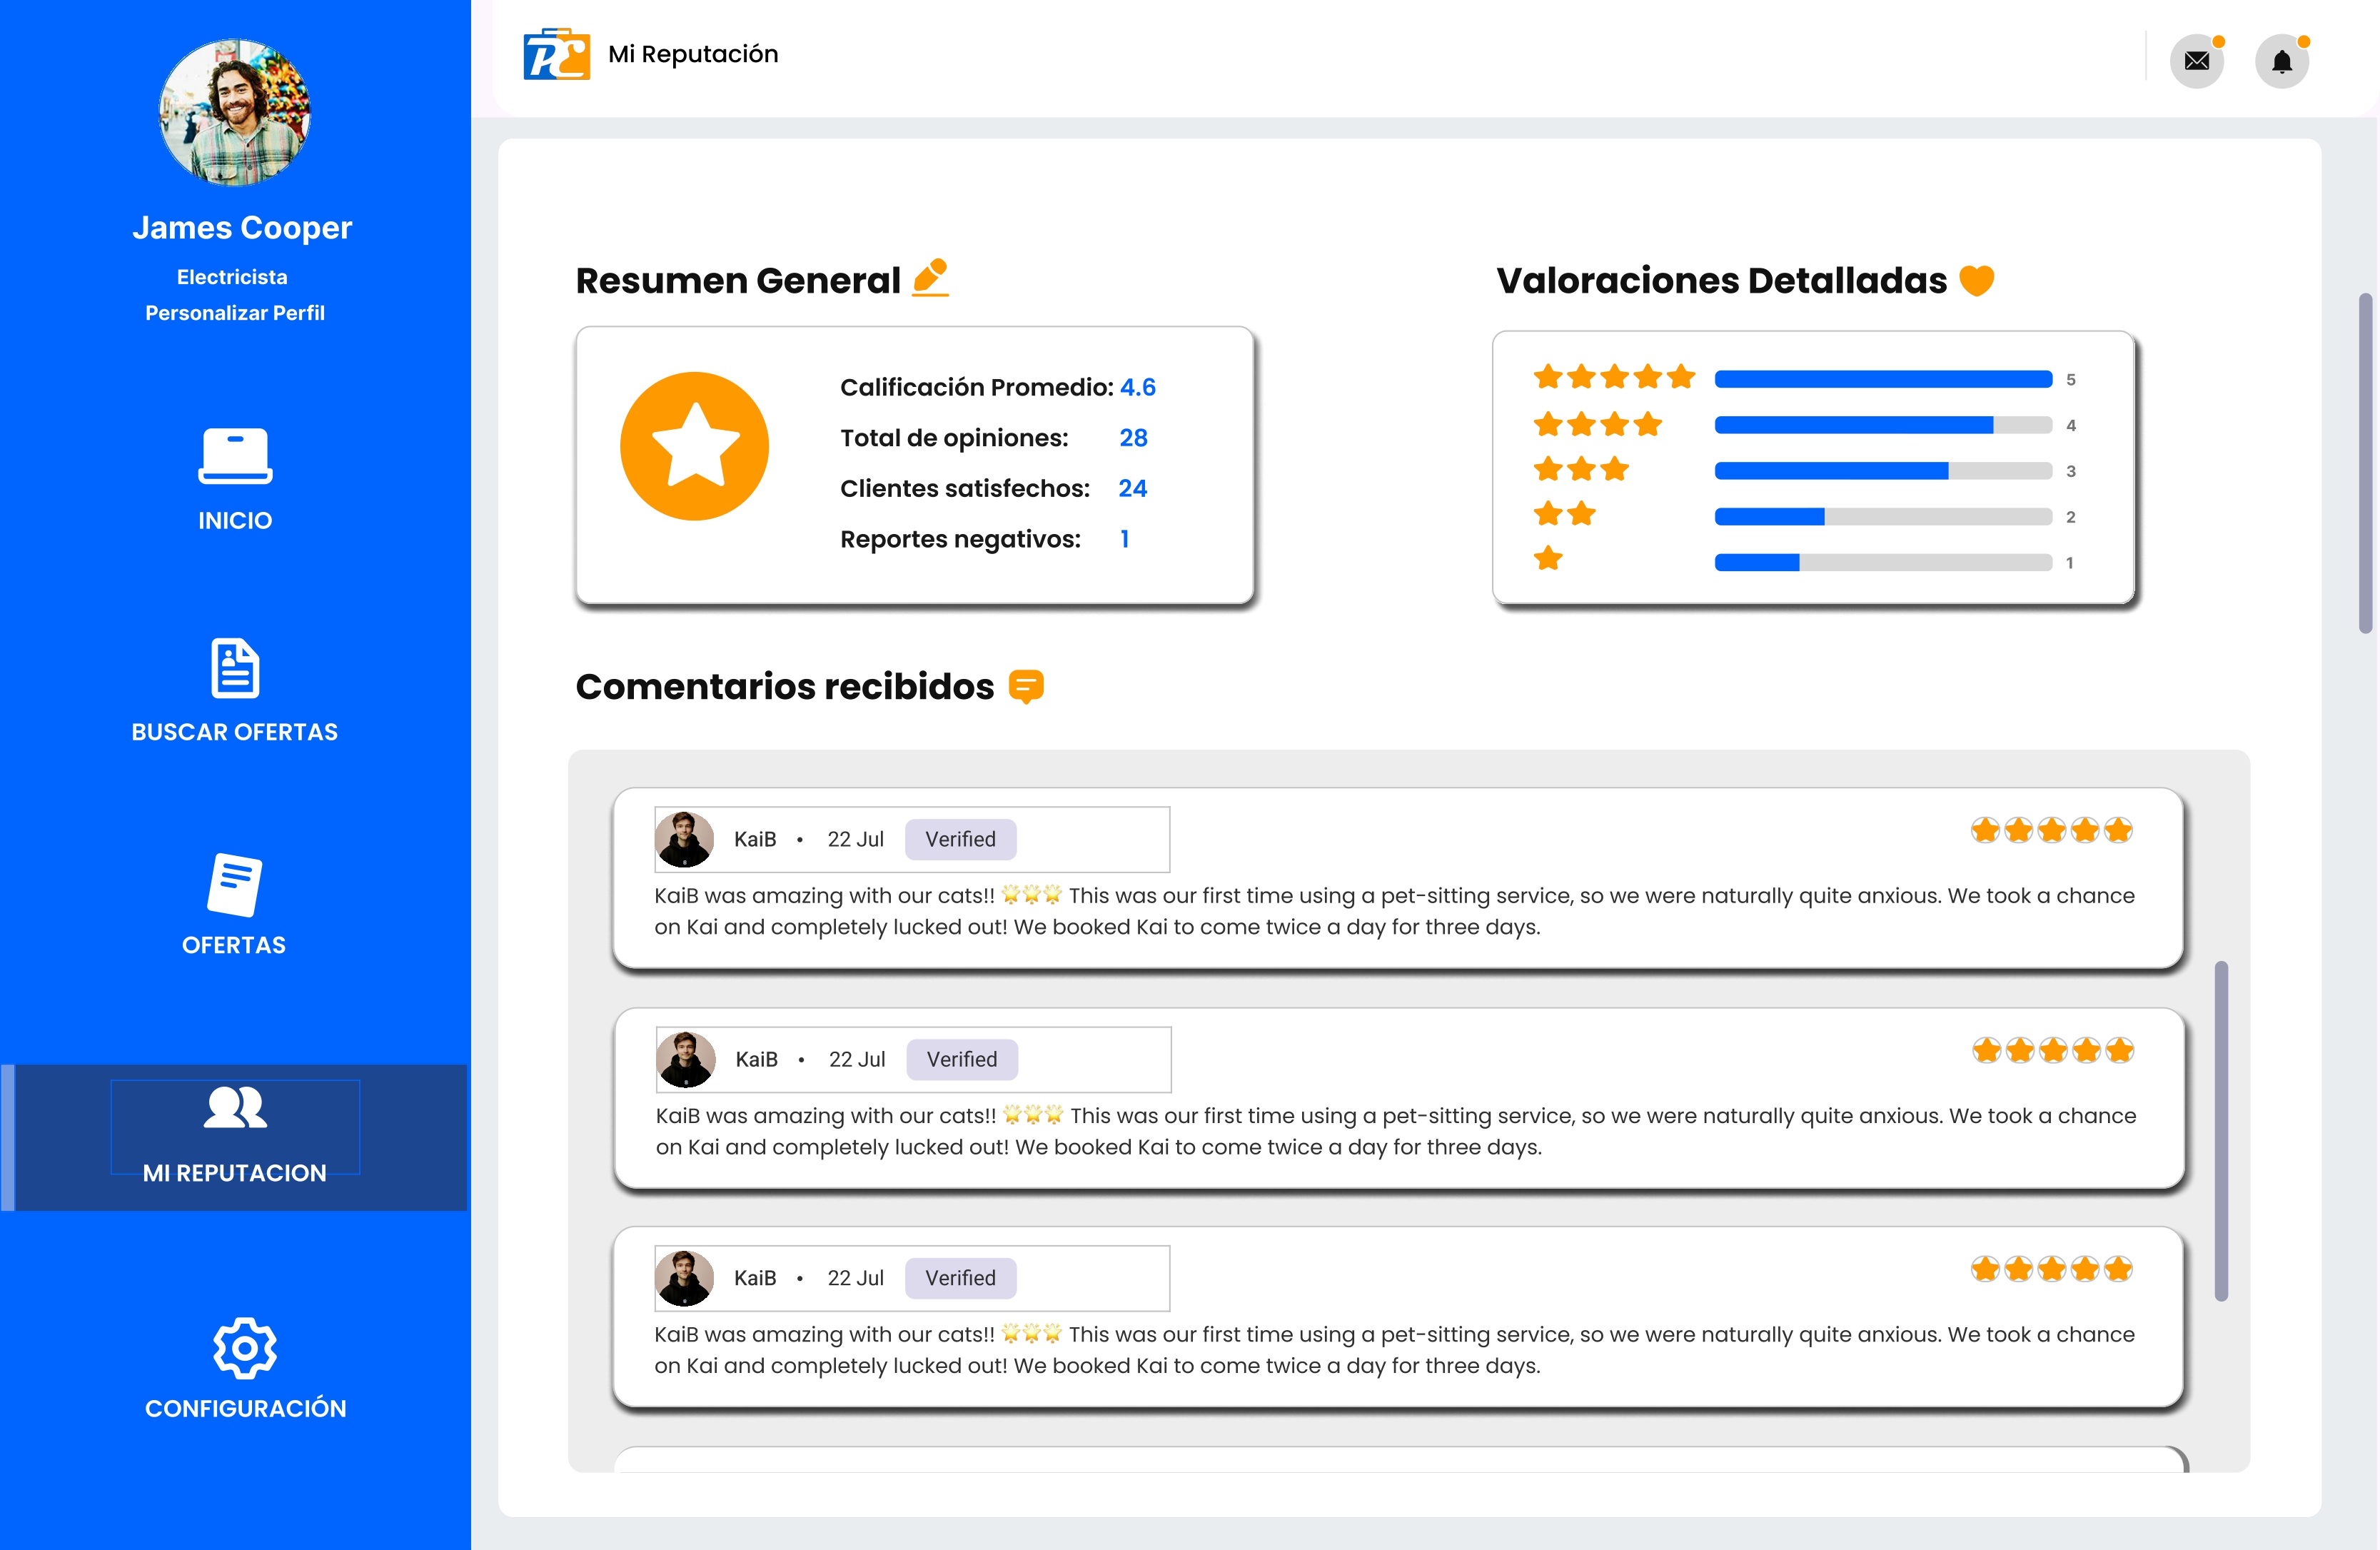 James Cooper
Electricista
Personalizar Perfil
INICIO
BUSCAR OFERTAS
OFERTAS
MI REPUTACION
CONFIGURACIÓN
PC Mi Reputación
Resumen General
Calificación Promedio: 4.6
Total de opiniones: 28
Clientes satisfechos: 24
Reportes negativos: 1
Valoraciones Detalladas
5
4
3
2
1
Comentarios recibidos
KaiB • 22 Jul Verified
KaiB was amazing with our cats!! 🌟🌟🌟 This was our first time using a pet-sitting service, so we were naturally quite anxious. We took a chance
on Kai and completely lucked out! We booked Kai to come twice a day for three days.
KaiB • 22 Jul Verified
KaiB was amazing with our cats!! 🌟🌟🌟 This was our first time using a pet-sitting service, so we were naturally quite anxious. We took a chance
on Kai and completely lucked out! We booked Kai to come twice a day for three days.
KaiB • 22 Jul Verified
KaiB was amazing with our cats!! 🌟🌟🌟 This was our first time using a pet-sitting service, so we were naturally quite anxious. We took a chance
on Kai and completely lucked out! We booked Kai to come twice a day for three days.